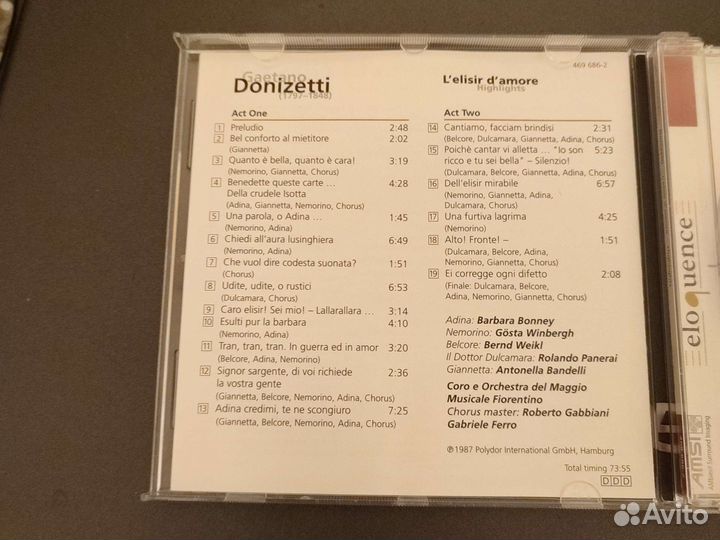 469 686-2
Gaetano
Donizetti
(1797–1848)
L'elisir d'amore
Highlights
Act One
1 Preludio 2:48
2 Bel conforto al mietitore 2:02
(Giannetta)
3 Quanto è bella, quanto è cara! 3:19
(Nemorino, Giannetta, Chorus)
4 Benedette queste carte … 4:28
Della crudele Isotta
(Adina, Giannetta, Nemorino, Chorus)
5 Una parola, o Adina … 1:45
(Nemorino, Adina)
6 Chiedi all'aura lusinghiera 6:49
(Nemorino, Adina)
7 Che vuol dire codesta suonata? 1:51
(Chorus)
8 Udite, udite, o rustici 6:53
(Dulcamara, Chorus)
9 Caro elisir! Sei mio! – Lallarallara … 3:14
10 Esulti pur la barbara 4:10
(Nemorino, Adina)
11 Tran, tran, tran. In guerra ed in amor 3:20
(Belcore, Adina, Nemorino)
12 Signor sargente, di voi richiede 2:36
la vostra gente
(Giannetta, Belcore, Nemorino, Adina, Chorus)
13 Adina credimi, te ne scongiuro 7:25
(Giannetta, Belcore, Nemorino, Adina, Chorus)
Act Two
14 Cantiamo, facciam brindisi 2:31
(Belcore, Dulcamara, Giannetta, Adina, Chorus)
15 Poichè cantar vi alletta … "Io son 5:23
ricco e tu sei bella" – Silenzio!
(Dulcamara, Belcore, Giannetta, Adina, Chorus)
16 Dell'elisir mirabile 6:57
(Nemorino, Giannetta, Adina,
Dulcamara, Chorus)
17 Una furtiva lagrima 4:25
(Nemorino)
18 Alto! Fronte! – 1:51
(Dulcamara, Belcore, Adina,
Nemorino, Giannetta, Chorus)
19 Ei corregge ogni difetto 2:08
(Finale: Dulcamara, Belcore,
Adina, Nemorino, Giannetta, Chorus)
Adina: Barbara Bonney
Nemorino: Gösta Winbergh
Belcore: Bernd Weikl
Il Dottor Dulcamara: Rolando Panerai
Giannetta: Antonella Bandelli
Coro e Orchestra del Maggio
Musicale Fiorentino
Chorus master: Roberto Gabbiani
Gabriele Ferro
℗ 1987 Polydor International GmbH, Hamburg
Total timing 73:55
DDD
eloquence
AMSI
AMbient Surround Imaging
Avito